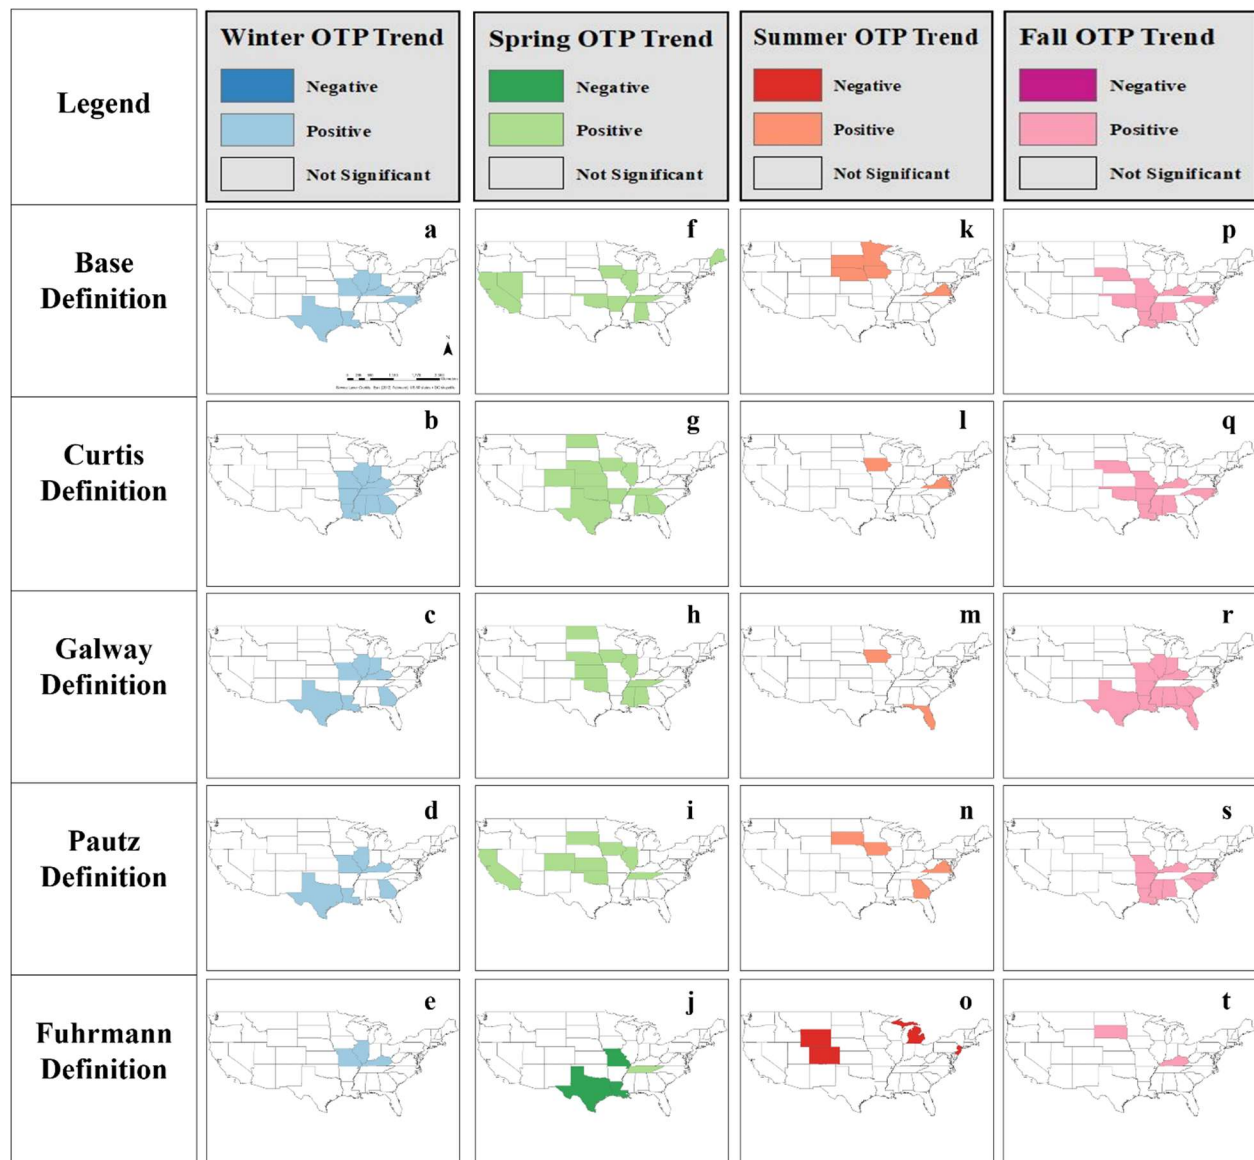 Legend
Winter OTP Trend
Negative
Positive
Not Significant
Spring OTP Trend
Negative
Positive
Not Significant
Summer OTP Trend
Negative
Positive
Not Significant
Fall OTP Trend
Negative
Positive
Not Significant
Base
Definition
a
N
f
k
p
Curtis
Definition
b
g
l
q
Galway
Definition
c
h
m
r
Pautz
Definition
d
i
n
s
Fuhrmann
Definition
e
j
o
t